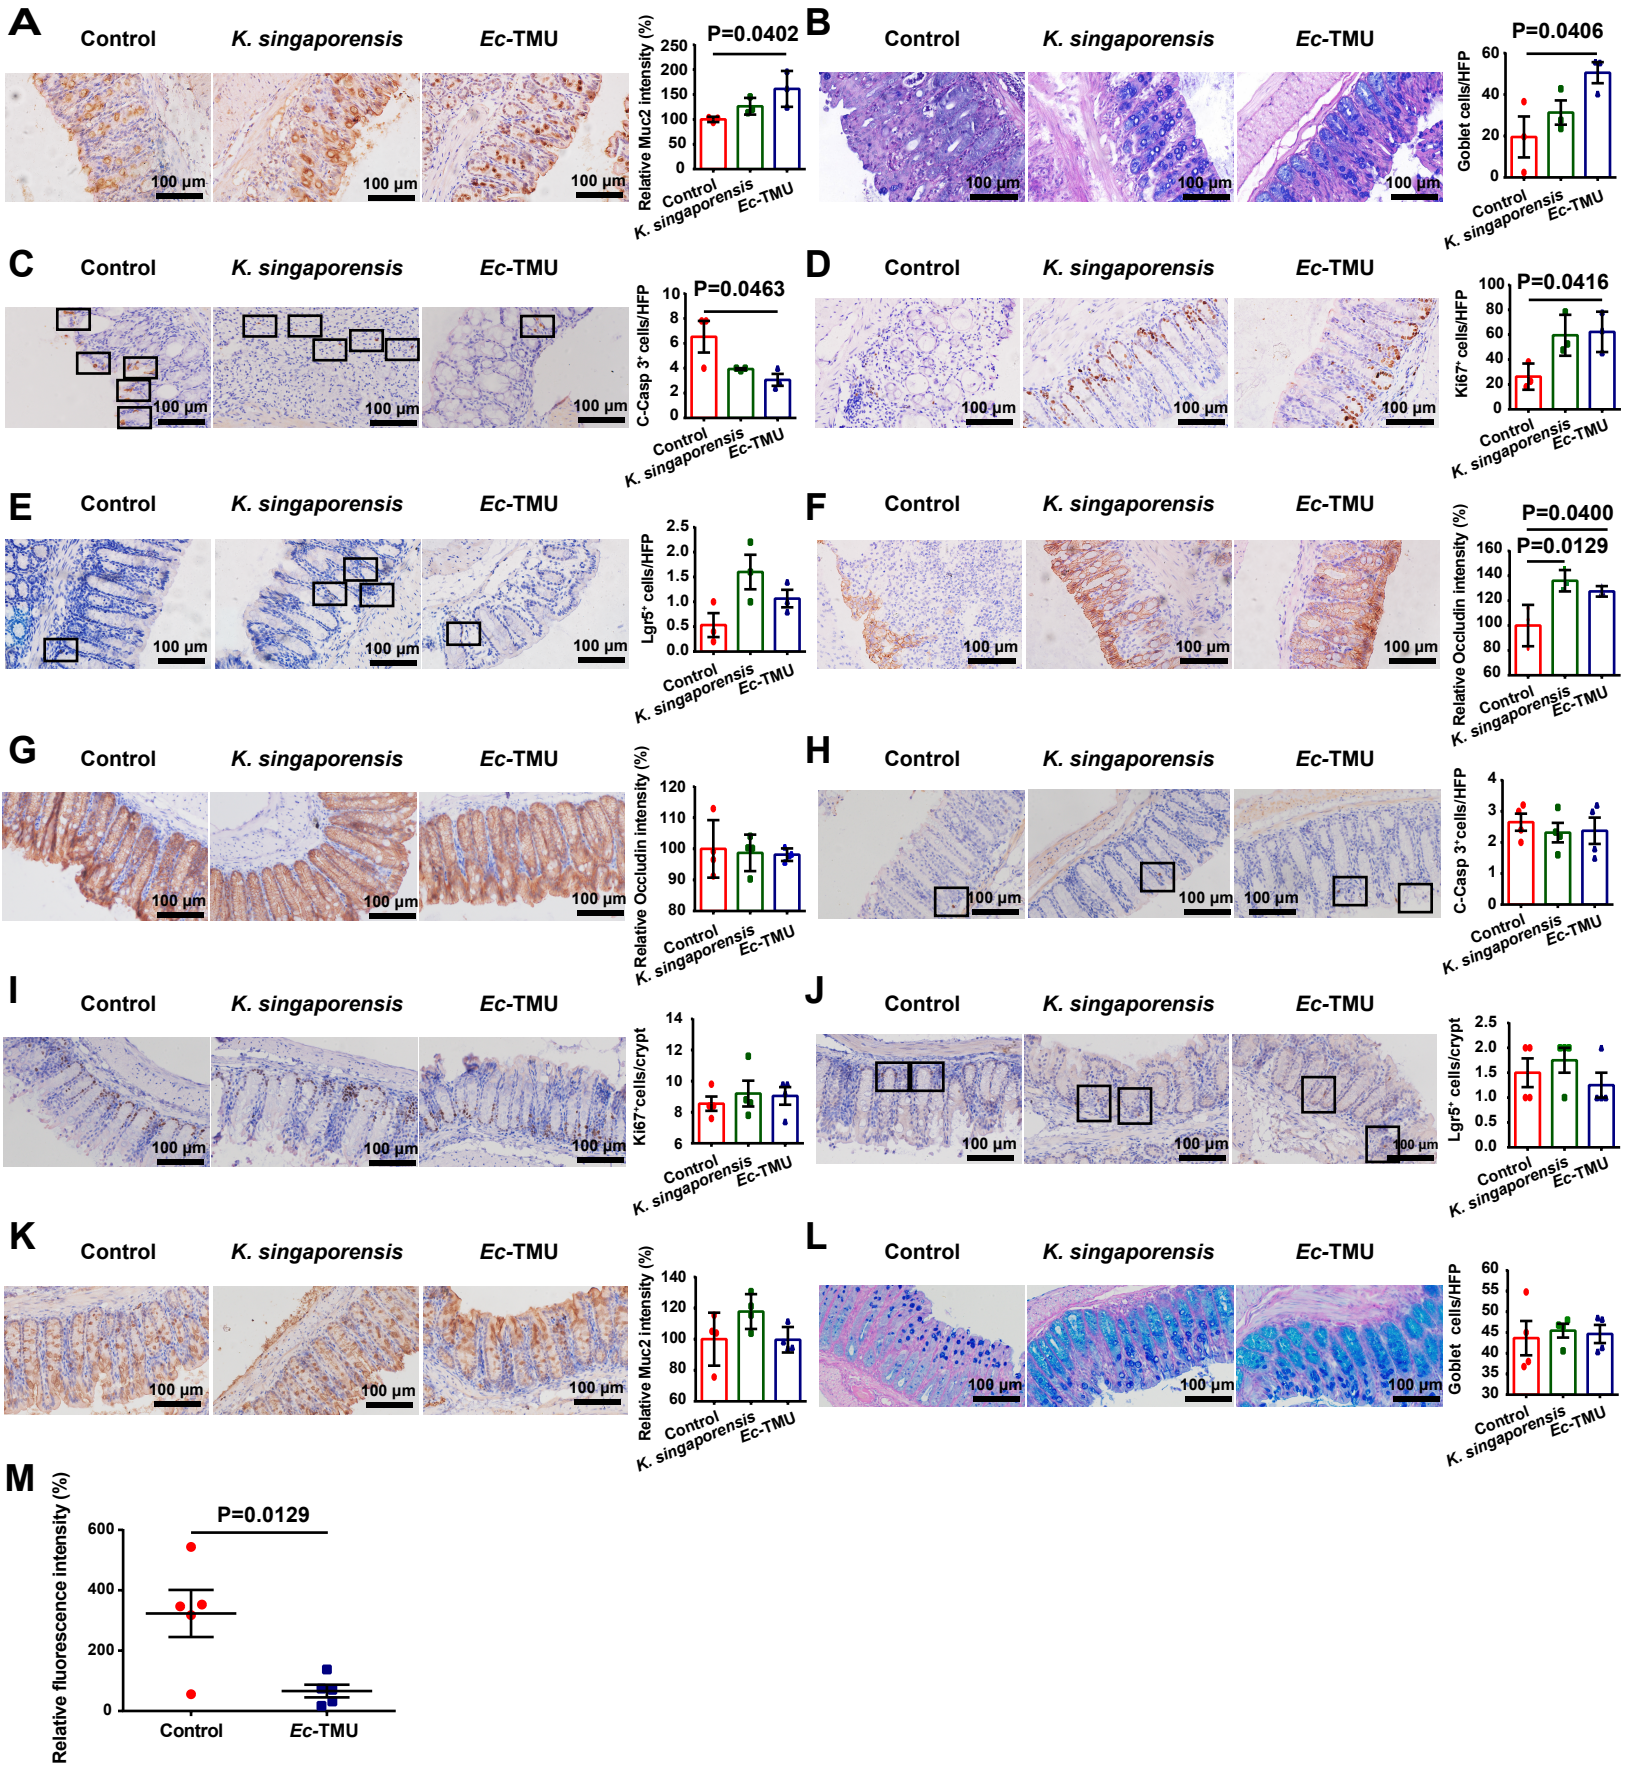 A
Control
K. singaporensis
Ec-TMU
100 µm
100 µm
100 µm
Relative Muc2 intensity (%)
P=0.0402
250
200
150
100
50
0
Control
K. singaporensis
Ec-TMU
B
Control
K. singaporensis
Ec-TMU
100 µm
100 µm
100 µm
Goblet cells/HFP
P=0.0406
60
40
20
0
Control
K. singaporensis
Ec-TMU
C
Control
K. singaporensis
Ec-TMU
100 µm
100 µm
100 µm
C-Casp 3⁺ cells/HFP
P=0.0463
10
8
6
4
2
0
Control
K. singaporensis
Ec-TMU
D
Control
K. singaporensis
Ec-TMU
100 µm
100 µm
100 µm
Ki67⁺ cells/HFP
P=0.0416
100
80
60
40
20
0
Control
K. singaporensis
Ec-TMU
E
Control
K. singaporensis
Ec-TMU
100 µm
100 µm
100 µm
Lgr5⁺ cells/HFP
2.5
2.0
1.5
1.0
0.5
0.0
Control
K. singaporensis
Ec-TMU
F
Control
K. singaporensis
Ec-TMU
100 µm
100 µm
100 µm
Relative Occludin intensity (%)
P=0.0400
P=0.0129
160
140
120
100
80
60
Control
K. singaporensis
Ec-TMU
G
Control
K. singaporensis
Ec-TMU
100 µm
100 µm
100 µm
Relative Occludin intensity (%)
120
110
100
90
80
Control
K. singaporensis
Ec-TMU
H
Control
K. singaporensis
Ec-TMU
100 µm
100 µm
100 µm
C-Casp 3⁺cells/HFP
4
3
2
1
0
Control
K. singaporensis
Ec-TMU
I
Control
K. singaporensis
Ec-TMU
100 µm
100 µm
100 µm
Ki67⁺cells/crypt
14
12
10
8
6
Control
K. singaporensis
Ec-TMU
J
Control
K. singaporensis
Ec-TMU
100 µm
100 µm
100 µm
Lgr5⁺ cells/crypt
2.5
2.0
1.5
1.0
0.5
0.0
Control
K. singaporensis
Ec-TMU
K
Control
K. singaporensis
Ec-TMU
100 µm
100 µm
100 µm
Relative Muc2 intensity (%)
140
120
100
80
60
Control
K. singaporensis
Ec-TMU
L
Control
K. singaporensis
Ec-TMU
100 µm
100 µm
100 µm
Goblet cells/HFP
60
55
50
45
40
35
30
Control
K. singaporensis
Ec-TMU
M
Relative fluorescence intensity (%)
P=0.0129
600
400
200
0
Control
Ec-TMU